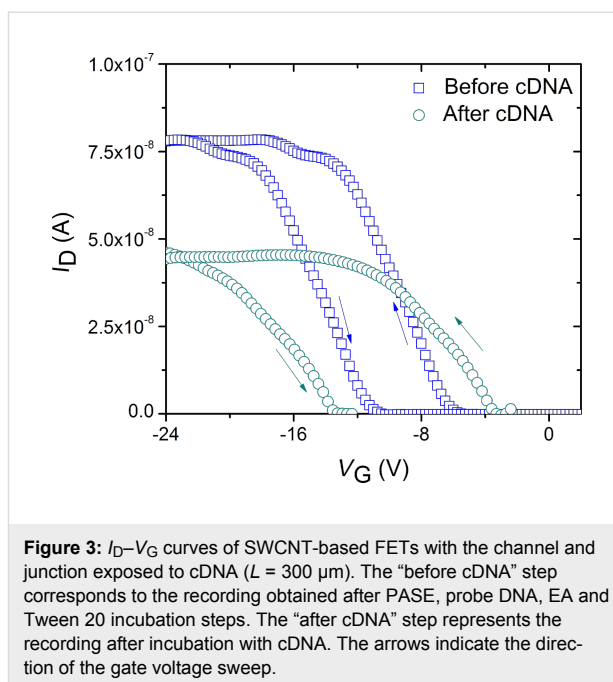 1.0x10⁻⁷
□ Before cDNA
○ After cDNA
7.5x10⁻⁸
5.0x10⁻⁸
2.5x10⁻⁸
0.0
I_D (A)
-24 -16 -8 0
V_G (V)
Figure 3: I_D–V_G curves of SWCNT-based FETs with the channel and
junction exposed to cDNA (L = 300 µm). The “before cDNA” step
corresponds to the recording obtained after PASE, probe DNA, EA and
Tween 20 incubation steps. The “after cDNA” step represents the
recording after incubation with cDNA. The arrows indicate the direc-
tion of the gate voltage sweep.